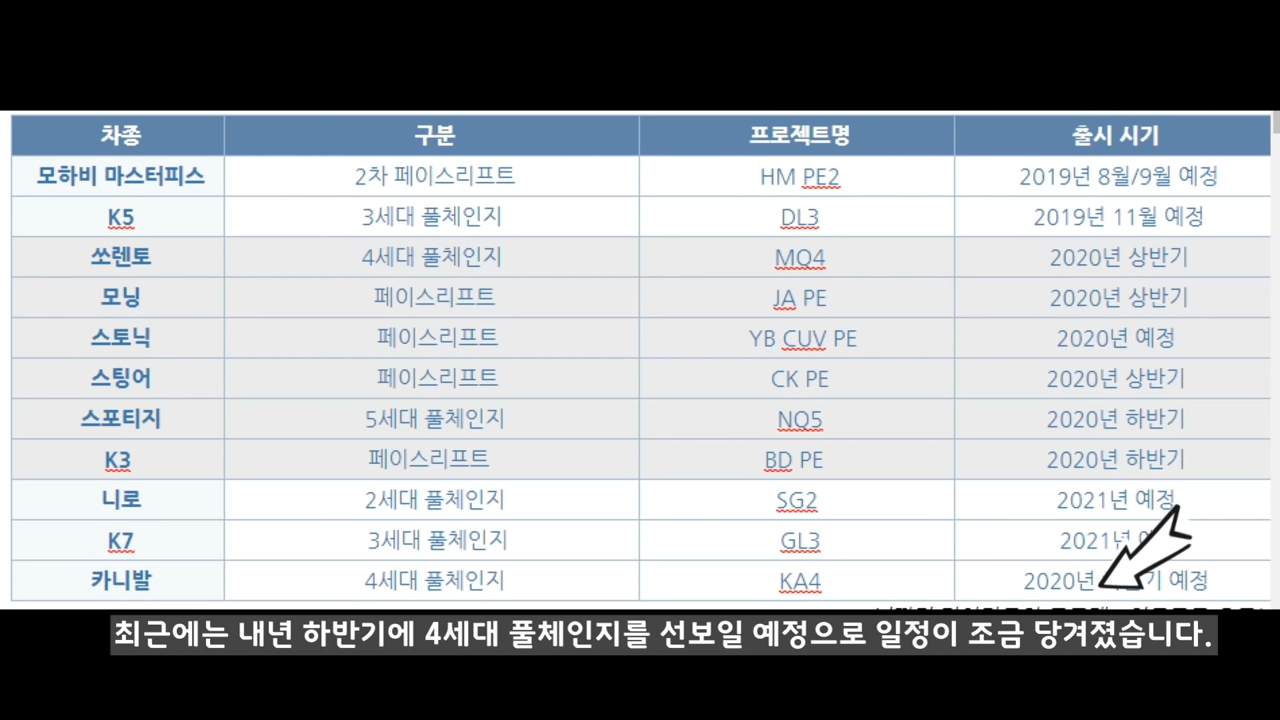 차종 구분 프로젝트명 출시 시기
모하비 마스터피스 2차 페이스리프트 HM PE2 2019년 8월/9월 예정
K5 3세대 풀체인지 DL3 2019년 11월 예정
쏘렌토 4세대 풀체인지 MQ4 2020년 상반기
모닝 페이스리프트 JA PE 2020년 상반기
스토닉 페이스리프트 YB CUV PE 2020년 예정
스팅어 페이스리프트 CK PE 2020년 상반기
스포티지 5세대 풀체인지 NQ5 2020년 하반기
K3 페이스리프트 BD PE 2020년 하반기
니로 2세대 풀체인지 SG2 2021년 예정
K7 3세대 풀체인지 GL3 2021년
카니발 4세대 풀체인지 KA4 2020년 예정
최근에는 내년 하반기에 4세대 풀체인지를 선보일 예정으로 일정이 조금 당겨졌습니다.